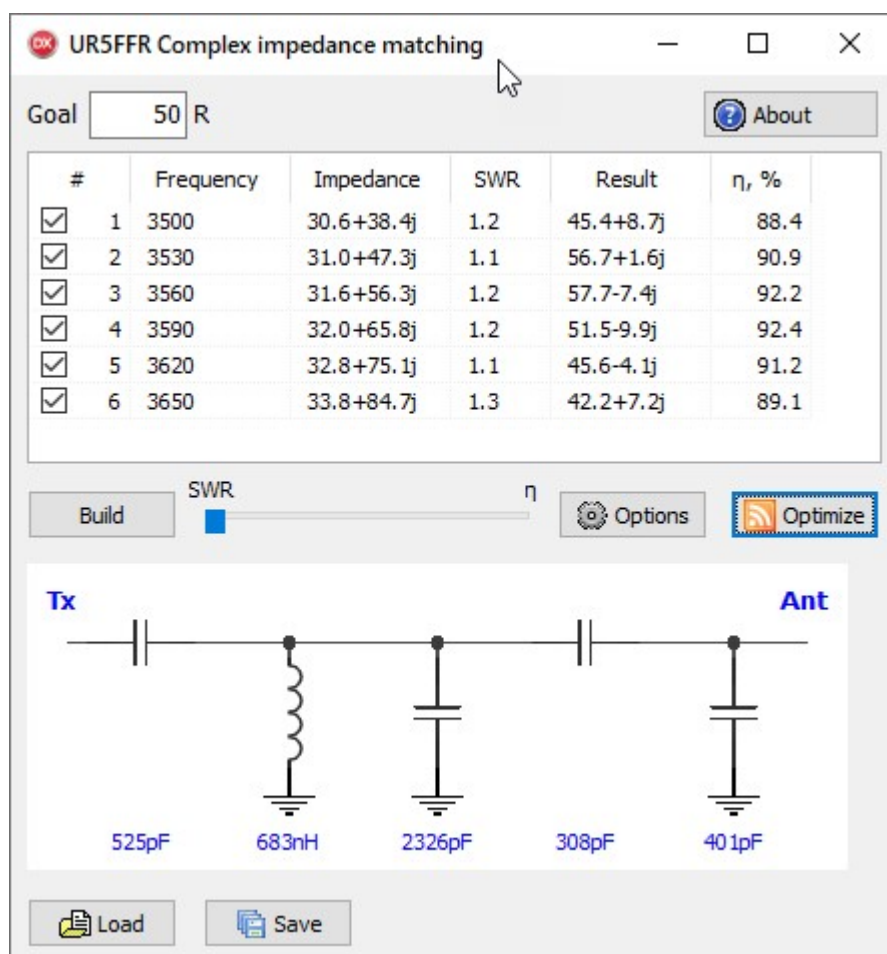 DX UR5FFR Complex impedance matching
Goal 50 R About
# Frequency Impedance SWR Result η, %
1 3500 30.6+38.4j 1.2 45.4+8.7j 88.4
2 3530 31.0+47.3j 1.1 56.7+1.6j 90.9
3 3560 31.6+56.3j 1.2 57.7-7.4j 92.2
4 3590 32.0+65.8j 1.2 51.5-9.9j 92.4
5 3620 32.8+75.1j 1.1 45.6-4.1j 91.2
6 3650 33.8+84.7j 1.3 42.2+7.2j 89.1
SWR η
Build Options Optimize
Tx Ant
525pF 683nH 2326pF 308pF 401pF
Load Save